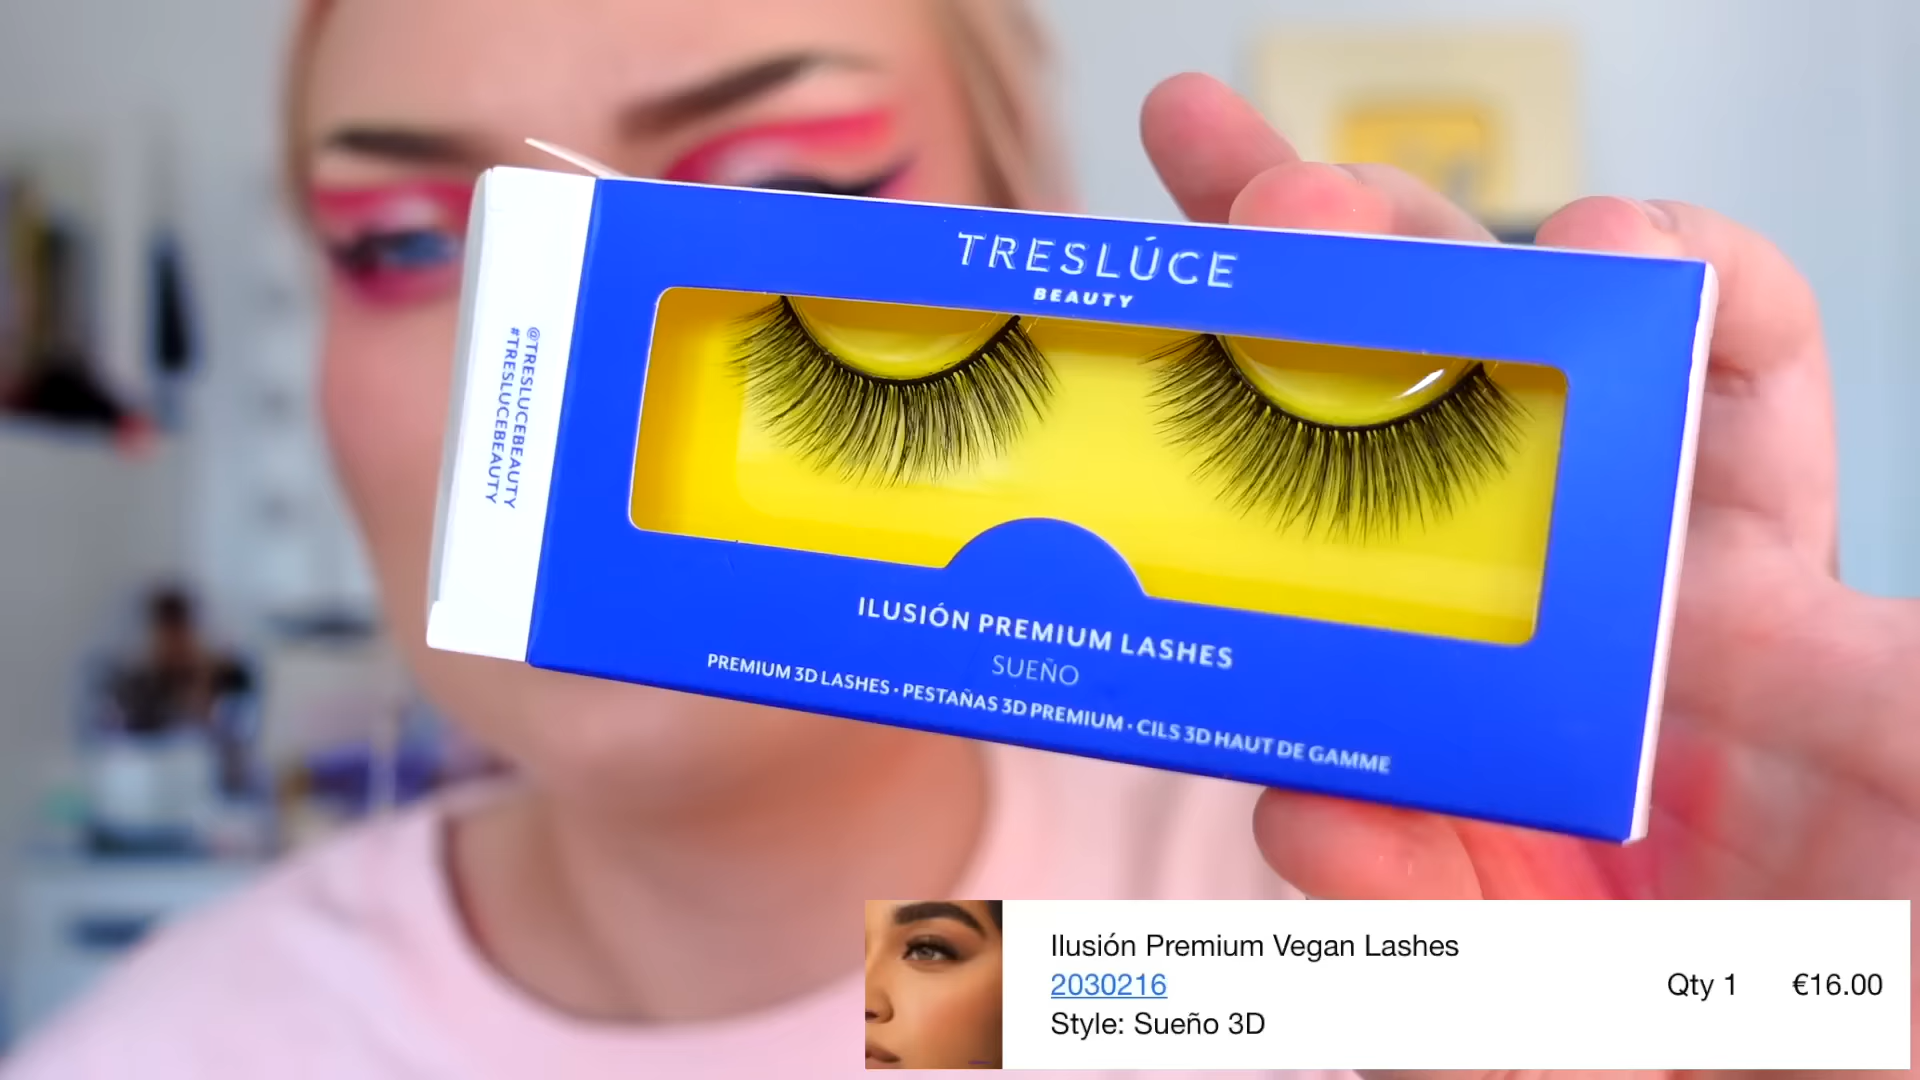 TRESLÚCE
BEAUTY
@TRESLUCEBEAUTY
#TRESLUCEBEAUTY
ILUSIÓN PREMIUM LASHES
SUEÑO
PREMIUM 3D LASHES · PESTAÑAS 3D PREMIUM · CILS 3D HAUT DE GAMME
Ilusión Premium Vegan Lashes
2030216
Qty 1 €16.00
Style: Sueño 3D